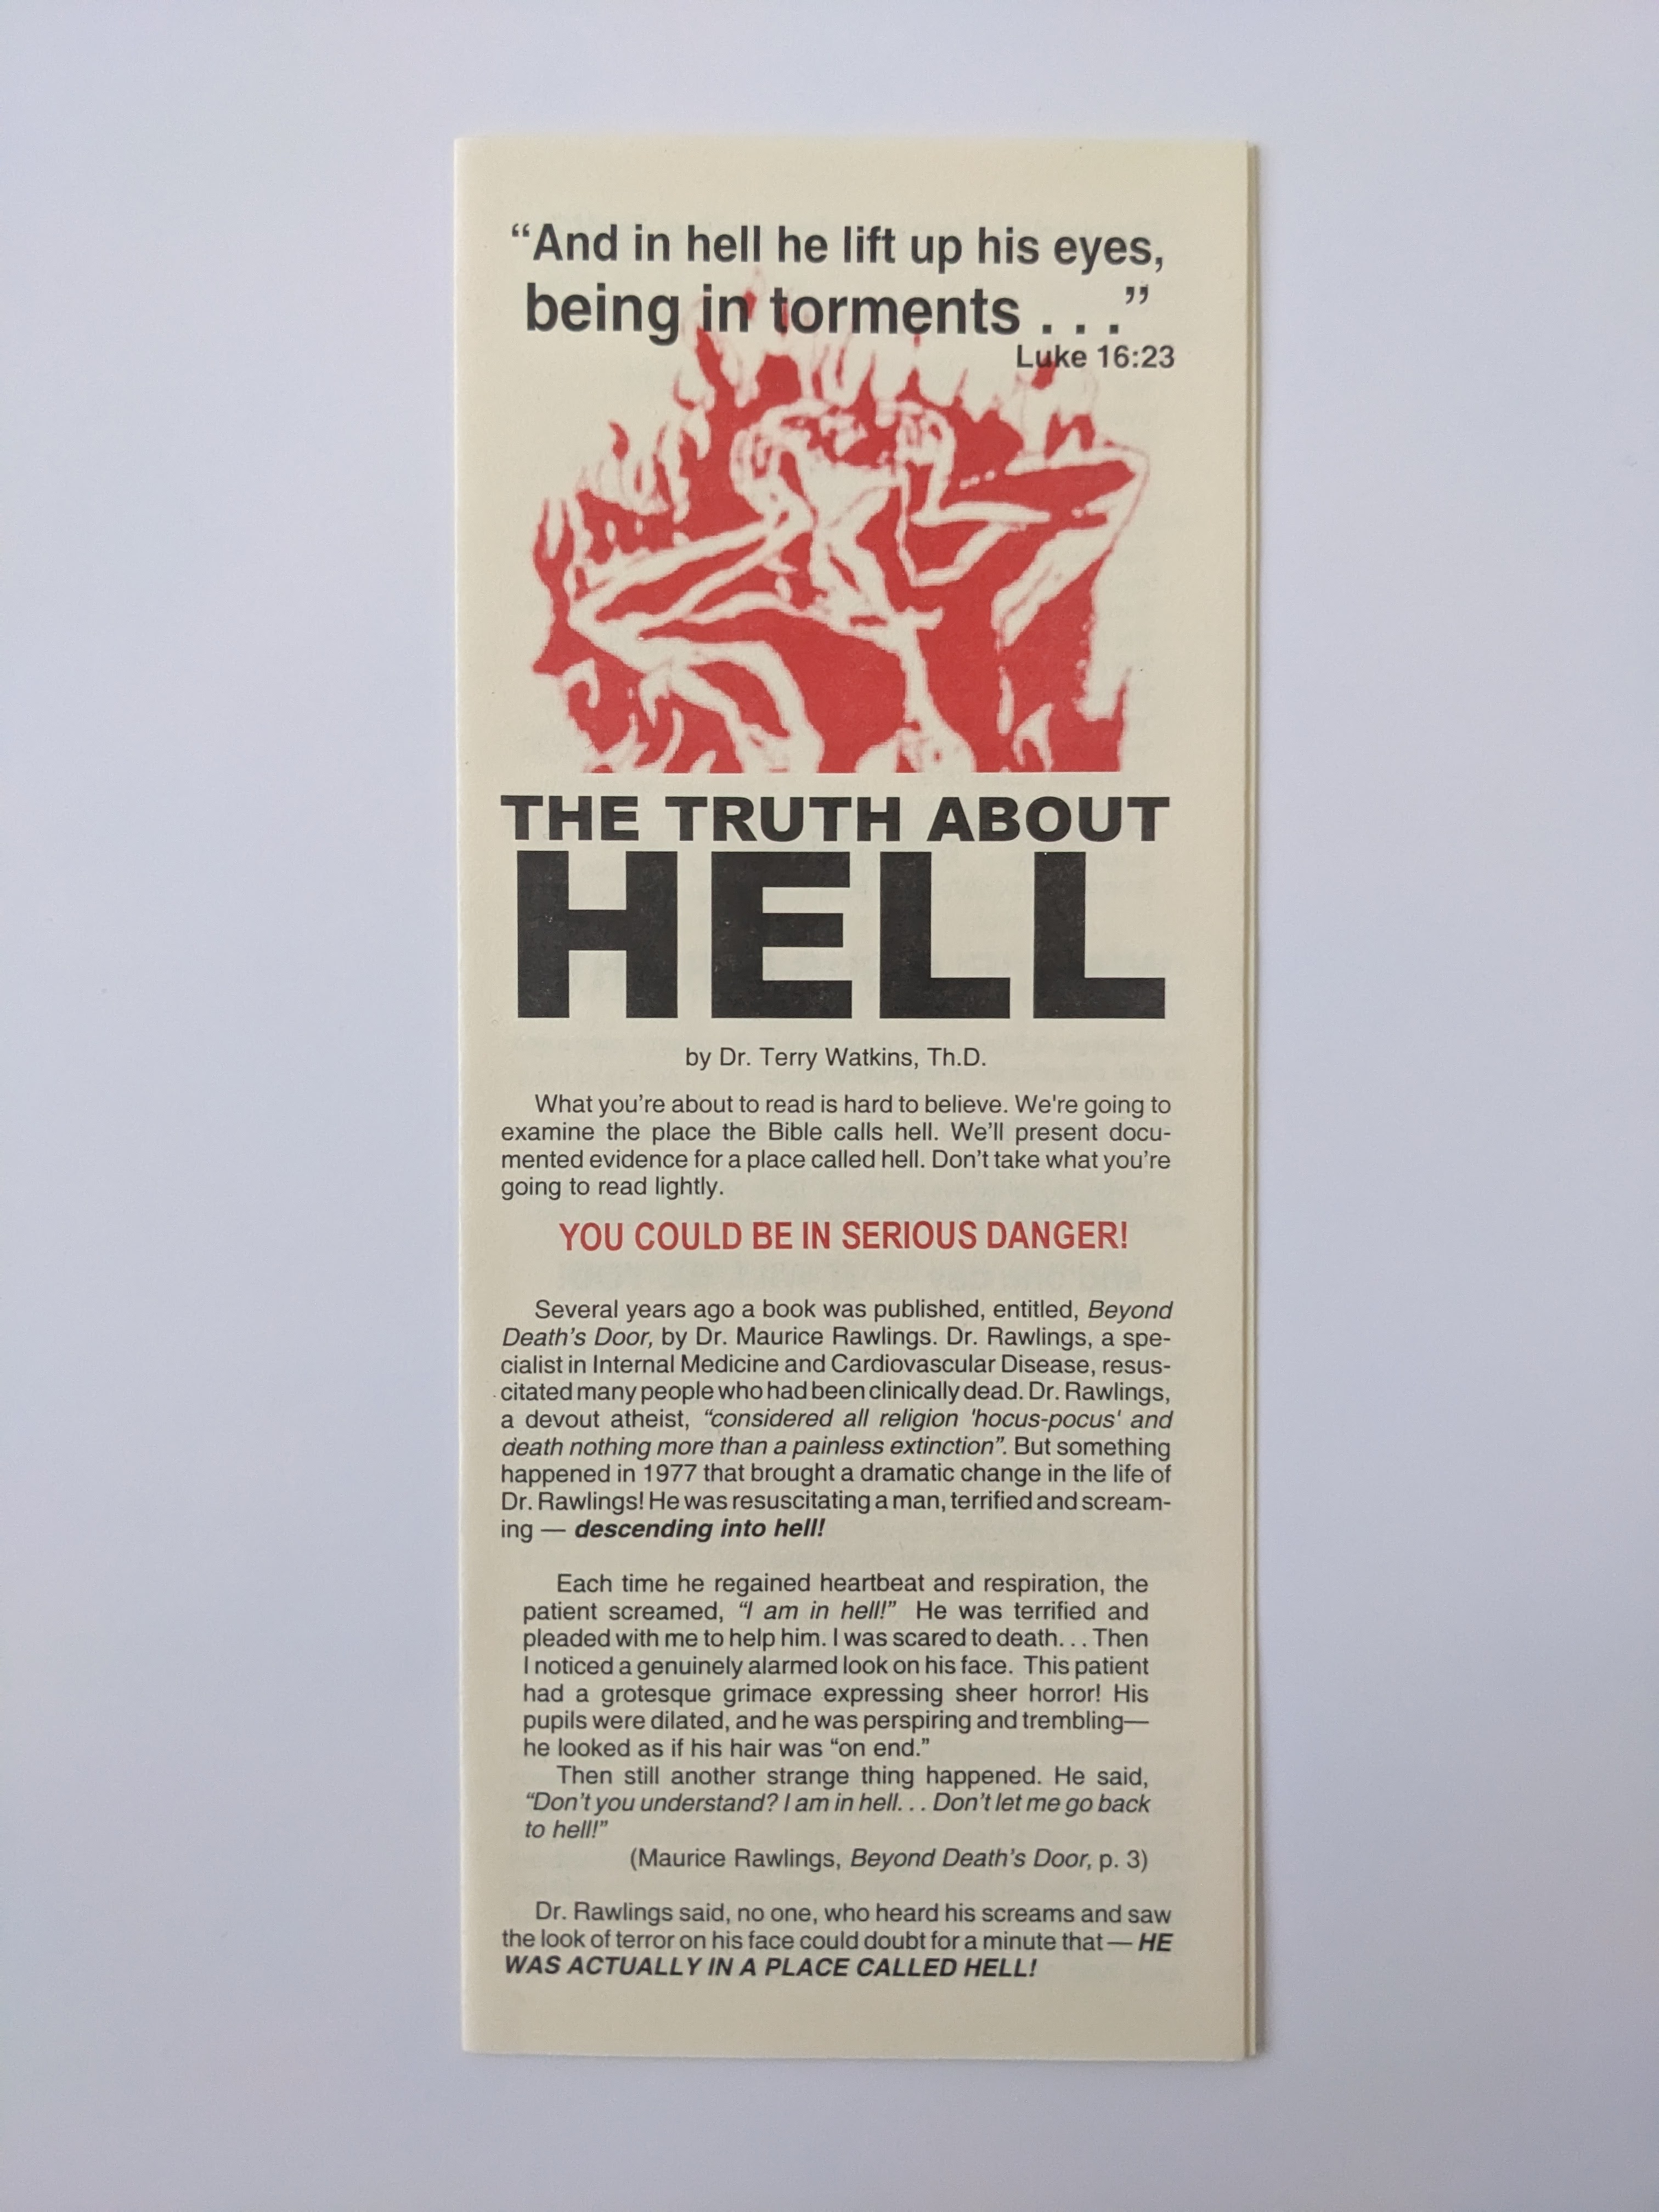 “And in hell he lift up his eyes,
being in torments . . .”
Luke 16:23
THE TRUTH ABOUT
HELL
by Dr. Terry Watkins, Th.D.
What you’re about to read is hard to believe. We're going to
examine the place the Bible calls hell. We’ll present docu-
mented evidence for a place called hell. Don’t take what you’re
going to read lightly.
YOU COULD BE IN SERIOUS DANGER!
Several years ago a book was published, entitled, Beyond
Death’s Door, by Dr. Maurice Rawlings. Dr. Rawlings, a spe-
cialist in Internal Medicine and Cardiovascular Disease, resus-
citated many people who had been clinically dead. Dr. Rawlings,
a devout atheist, “considered all religion 'hocus-pocus' and
death nothing more than a painless extinction”. But something
happened in 1977 that brought a dramatic change in the life of
Dr. Rawlings! He was resuscitating a man, terrified and scream-
ing — descending into hell!
Each time he regained heartbeat and respiration, the
patient screamed, “I am in hell!” He was terrified and
pleaded with me to help him. I was scared to death. . . Then
I noticed a genuinely alarmed look on his face. This patient
had a grotesque grimace expressing sheer horror! His
pupils were dilated, and he was perspiring and trembling—
he looked as if his hair was “on end.”
Then still another strange thing happened. He said,
“Don’t you understand? I am in hell. . . Don’t let me go back
to hell!”
(Maurice Rawlings, Beyond Death’s Door, p. 3)
Dr. Rawlings said, no one, who heard his screams and saw
the look of terror on his face could doubt for a minute that — HE
WAS ACTUALLY IN A PLACE CALLED HELL!